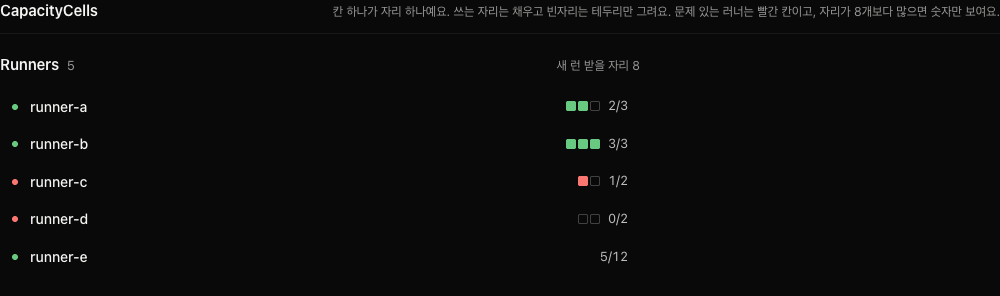 CapacityCells 칸 하나가 자리 하나예요. 쓰는 자리는 채우고 빈자리는 테두리만 그려요. 문제 있는 러너는 빨간 칸이고, 자리가 8개보다 많으면 숫자만 보여요.
Runners 5 새 런 받을 자리 8
runner-a 2/3
runner-b 3/3
runner-c 1/2
runner-d 0/2
runner-e 5/12